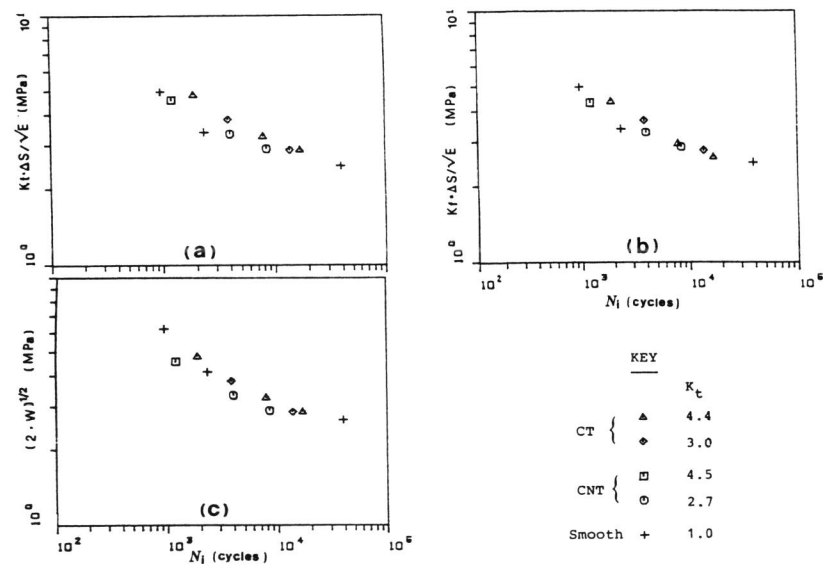 Kt·ΔS/√E (MPa)
10¹
10⁰
(a)
Kf·ΔS/√E (MPa)
10¹
10⁰
(b)
10² 10³ 10⁴ 10⁵
Nᵢ (cycles)
(2·W)^1/2 (MPa)
10⁰
(c)
10² 10³ 10⁴ 10⁵
Nᵢ (cycles)
KEY
K_t
CT { △ 4.4
◇ 3.0
CNT { □ 4.5
○ 2.7
Smooth + 1.0